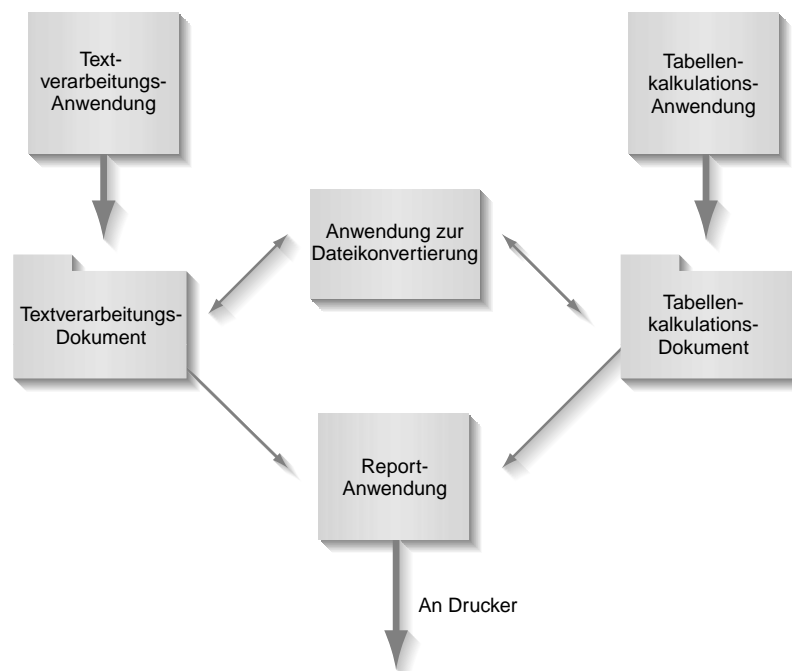 Text-
verarbeitungs-
Anwendung
Tabellen-
kalkulations-
Anwendung
Anwendung zur
Dateikonvertierung
Textverarbeitungs-
Dokument
Tabellen-
kalkulations-
Dokument
Report-
Anwendung
An Drucker